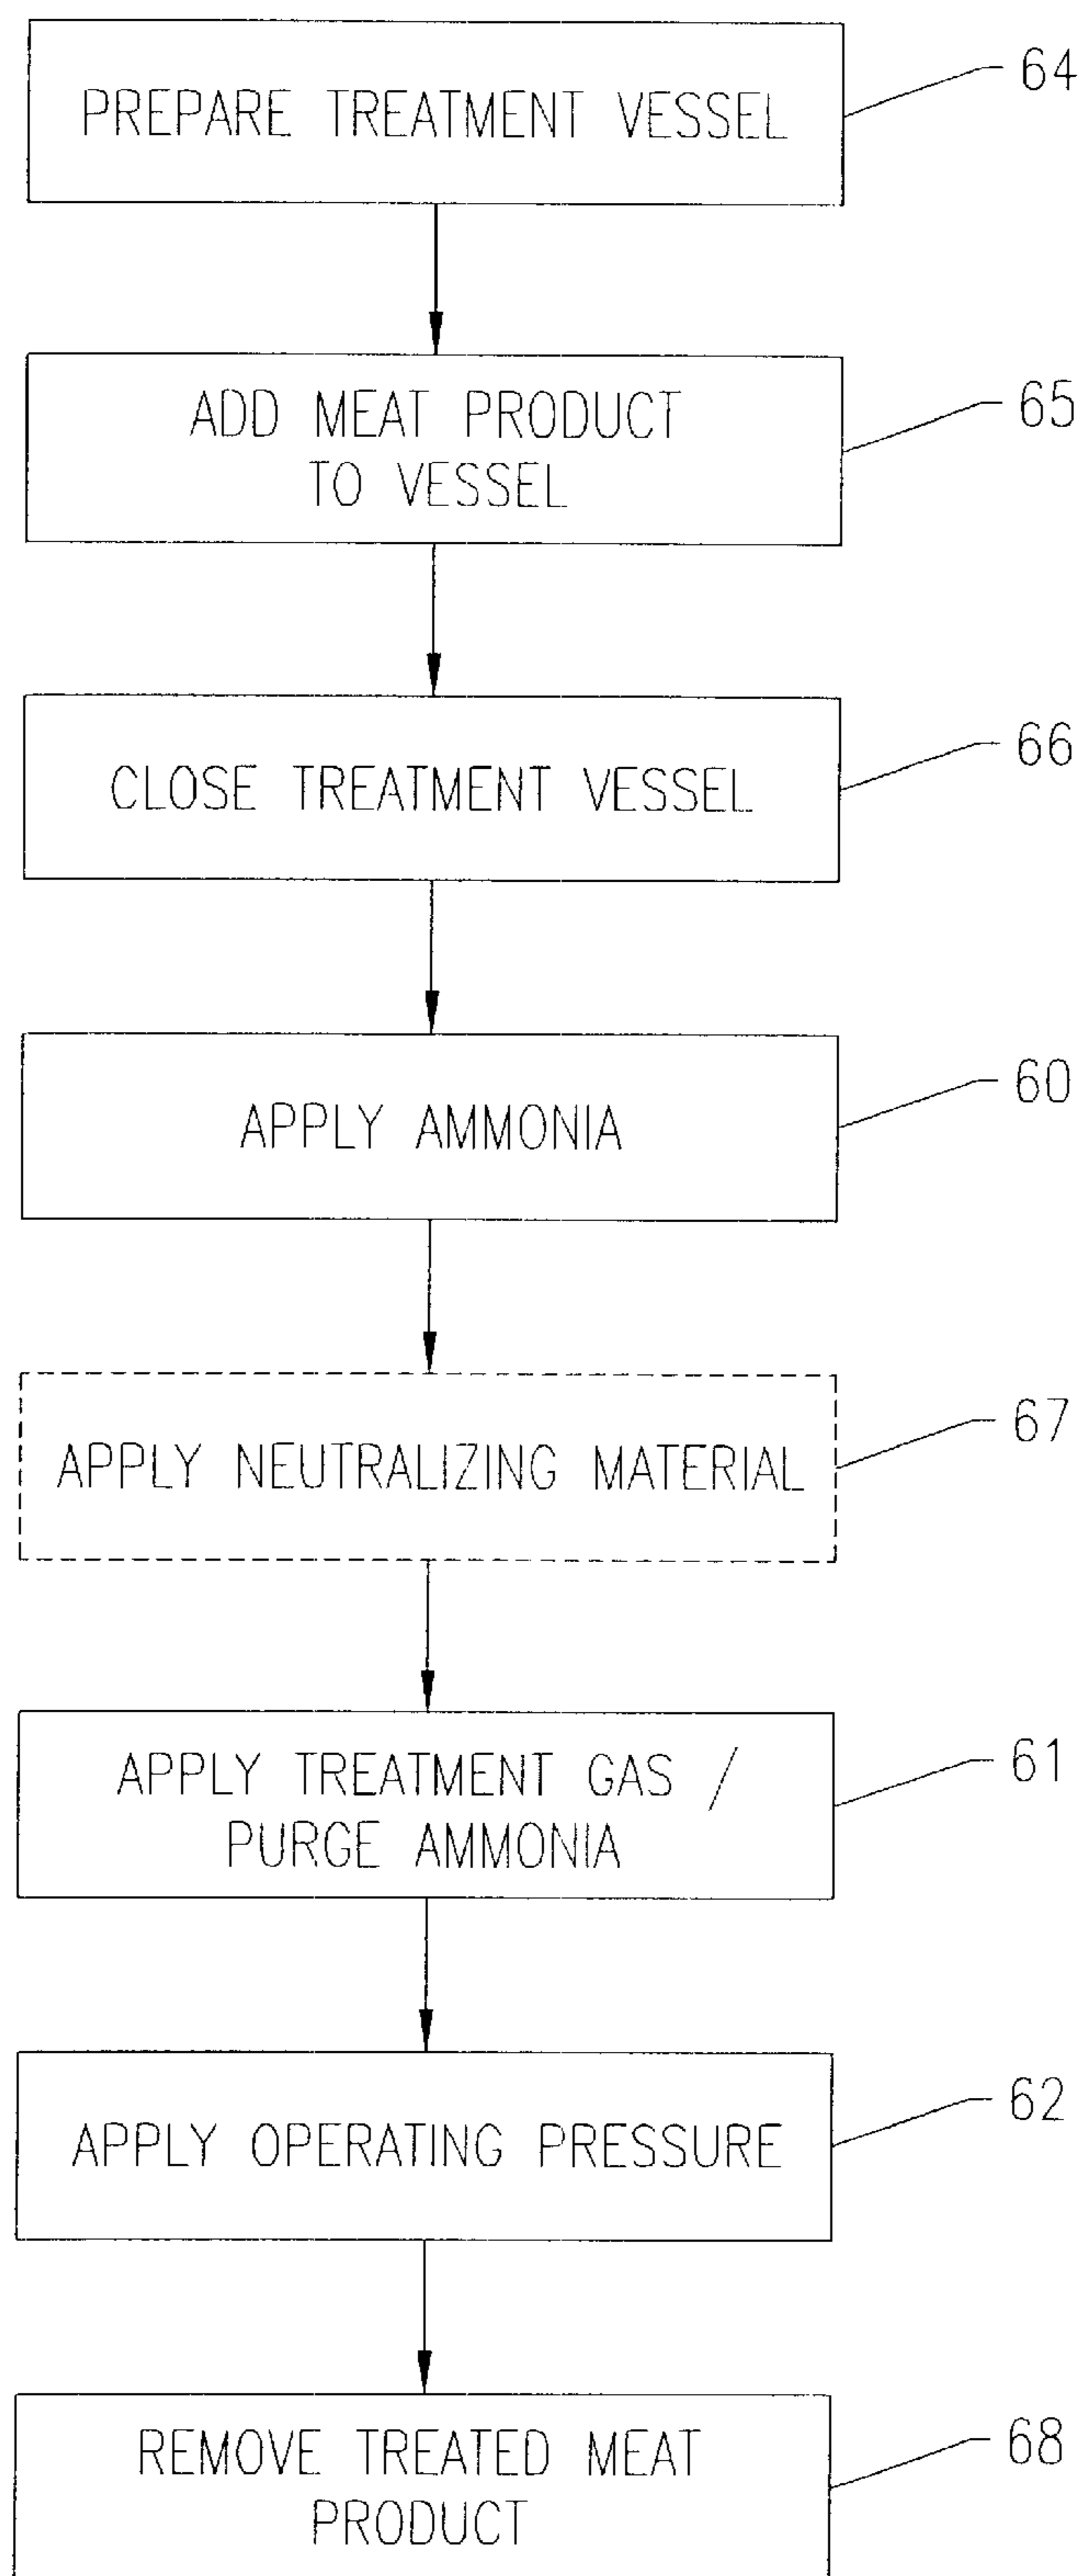 PREPARE TREATMENT VESSEL
64
ADD MEAT PRODUCT
TO VESSEL
65
CLOSE TREATMENT VESSEL
66
APPLY AMMONIA
60
APPLY NEUTRALIZING MATERIAL
67
APPLY TREATMENT GAS /
PURGE AMMONIA
61
APPLY OPERATING PRESSURE
62
REMOVE TREATED MEAT
PRODUCT
68